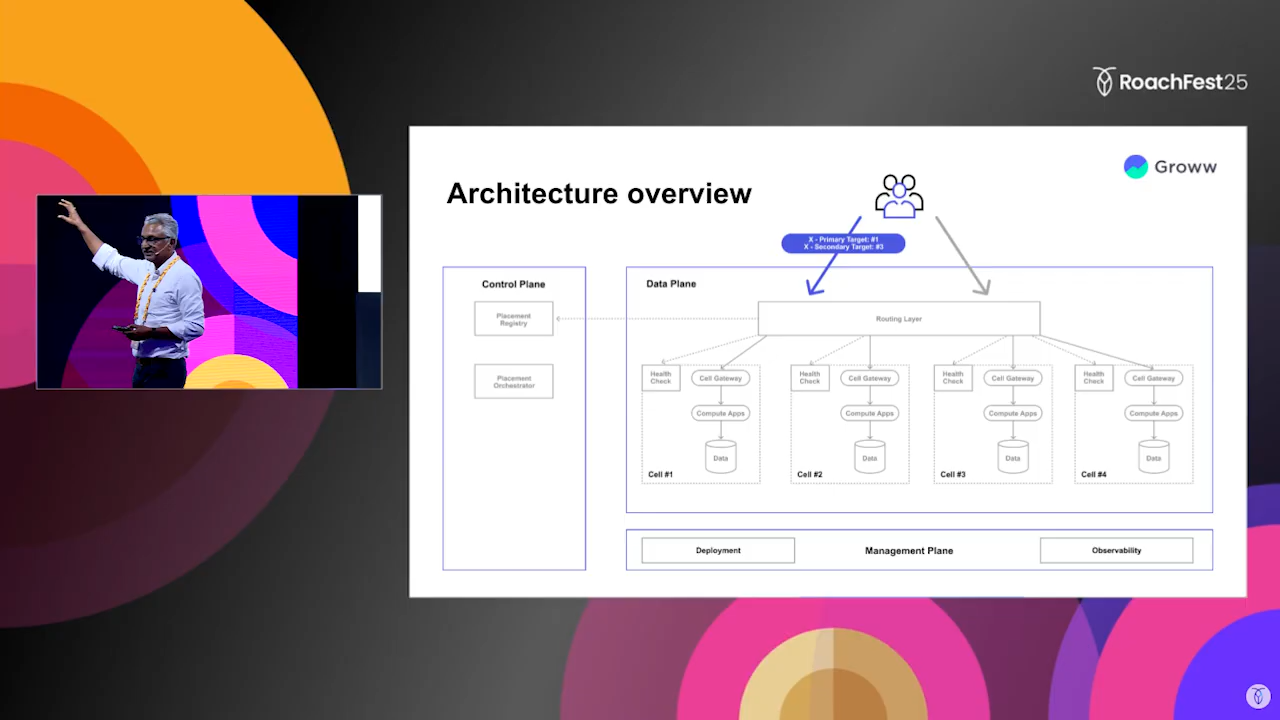 RoachFest25
Groww
Architecture overview
X - Primary Target: #1
X - Secondary Target: #3
Control Plane
Placement
Registry
Placement
Orchestrator
Data Plane
Routing Layer
Health
Check
Cell Gateway
Compute Apps
Data
Cell #1
Health
Check
Cell Gateway
Compute Apps
Data
Cell #2
Health
Check
Cell Gateway
Compute Apps
Data
Cell #3
Health
Check
Cell Gateway
Compute Apps
Data
Cell #4
Deployment
Management Plane
Observability